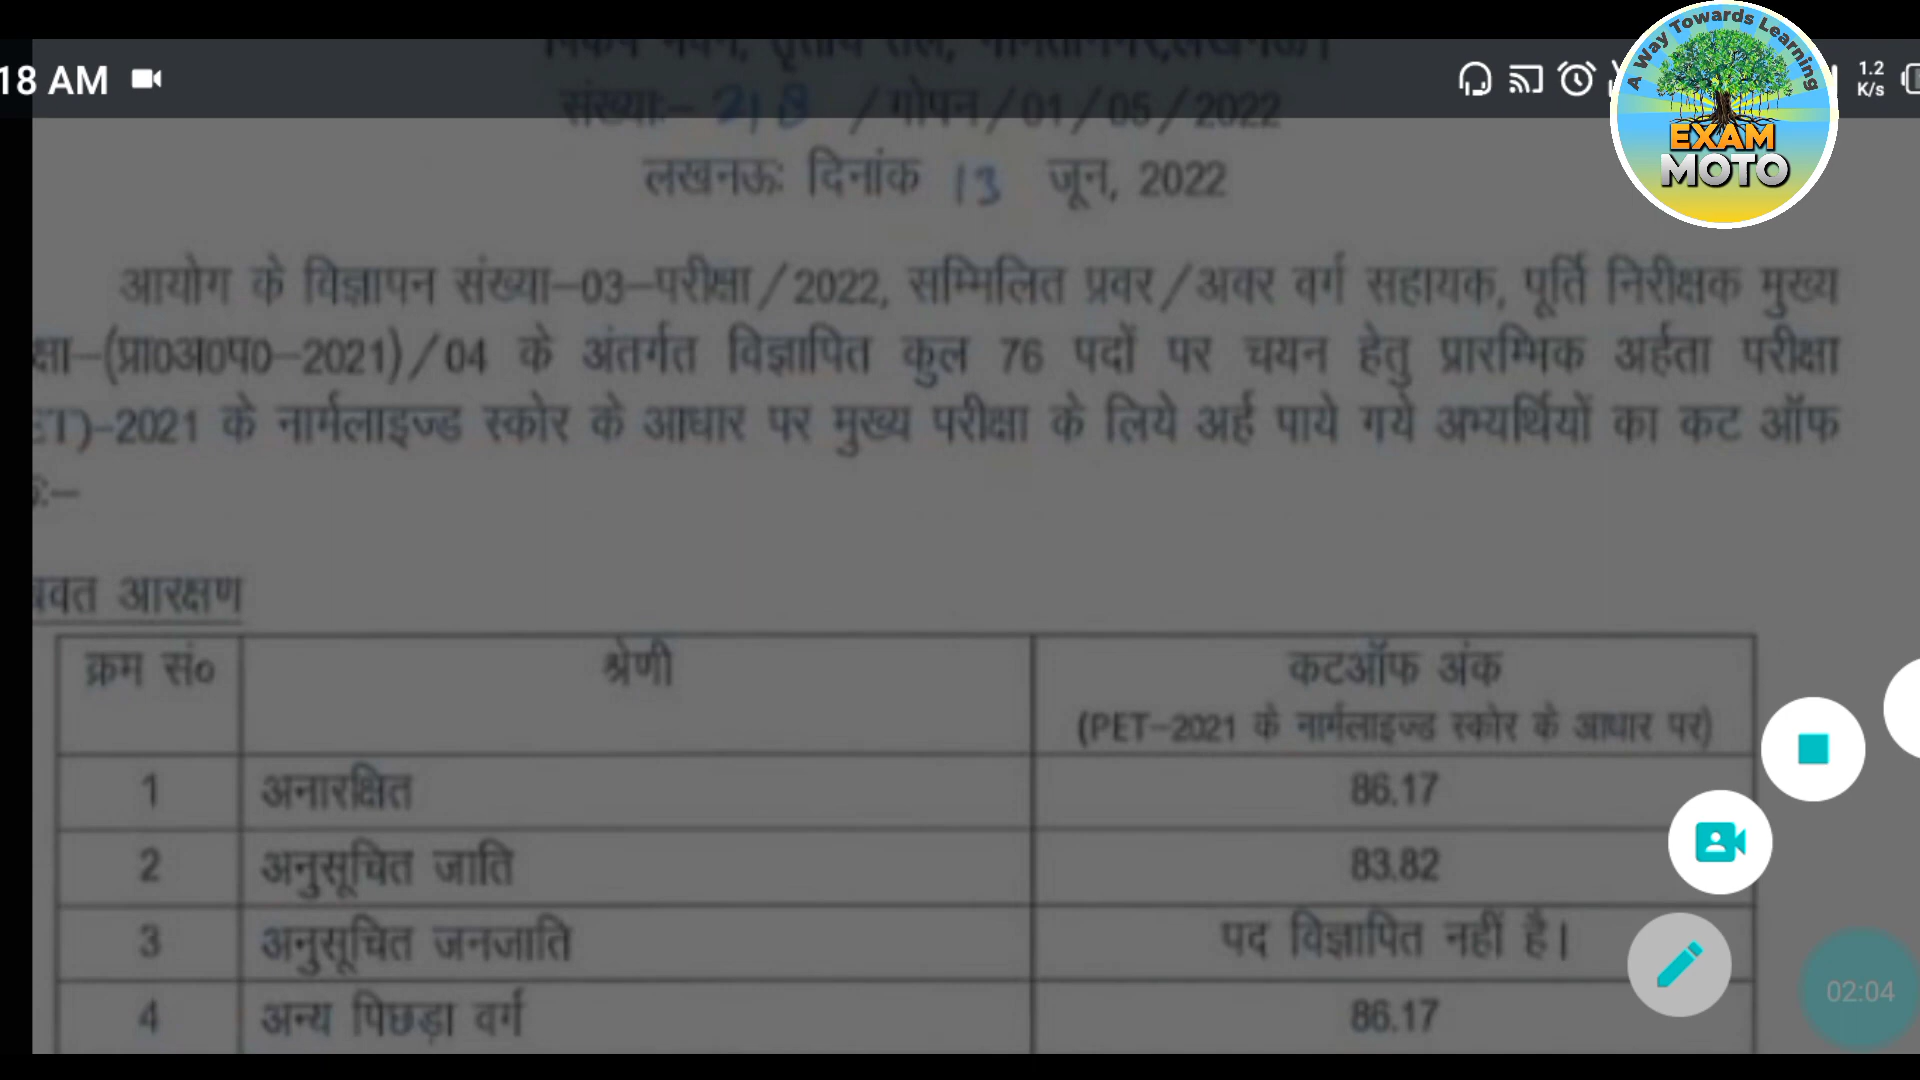 18 AM
1.2
K/s
A Way Towards Learning
EXAM
MOTO
संख्याः– 218 /गोपन/01/05/2022
लखनऊः दिनांक 13 जून, 2022
आयोग के विज्ञापन संख्या–03–परीक्षा/2022, सम्मिलित प्रवर/अवर वर्ग सहायक, पूर्ति निरीक्षक मुख्य
क्षा–(प्रा0अ0प0–2021)/04 के अंतर्गत विज्ञापित कुल 76 पदों पर चयन हेतु प्रारम्भिक अर्हता परीक्षा
ET)–2021 के नार्मलाइज्ड स्कोर के आधार पर मुख्य परीक्षा के लिये अर्ह पाये गये अभ्यर्थियों का कट ऑफ
वत आरक्षण
क्रम सं० श्रेणी कटऑफ अंक
(PET–2021 के नार्मलाइज्ड स्कोर के आधार पर)
1 अनारक्षित 86.17
2 अनुसूचित जाति 83.82
3 अनुसूचित जनजाति पद विज्ञापित नहीं है।
4 अन्य पिछड़ा वर्ग 86.17
02:04